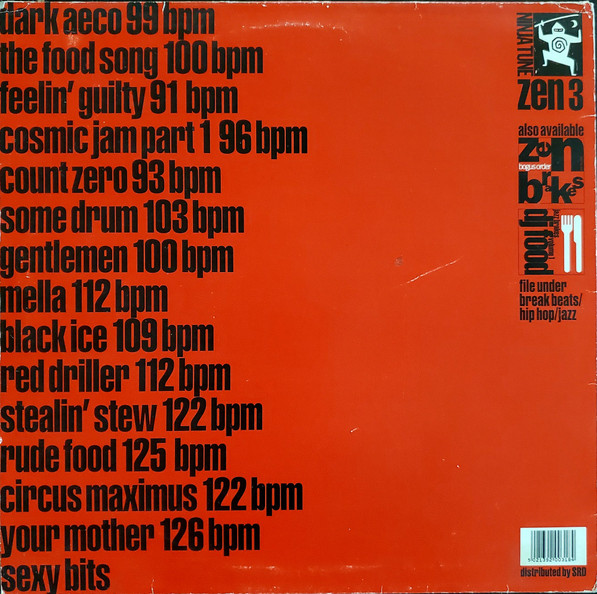 dark aeco 99 bpm
the food song 100 bpm
feelin' guilty 91 bpm
cosmic jam part 1 96 bpm
count zero 93 bpm
some drum 103 bpm
gentlemen 100 bpm
mella 112 bpm
black ice 109 bpm
red driller 112 bpm
stealin' stew 122 bpm
rude food 125 bpm
circus maximus 122 bpm
your mother 126 bpm
sexy bits
NINJA TUNE
zen 3
also available
zen
bogus order
brakes
dj food
file under
break beats/
hip hop/jazz
distributed by SRD